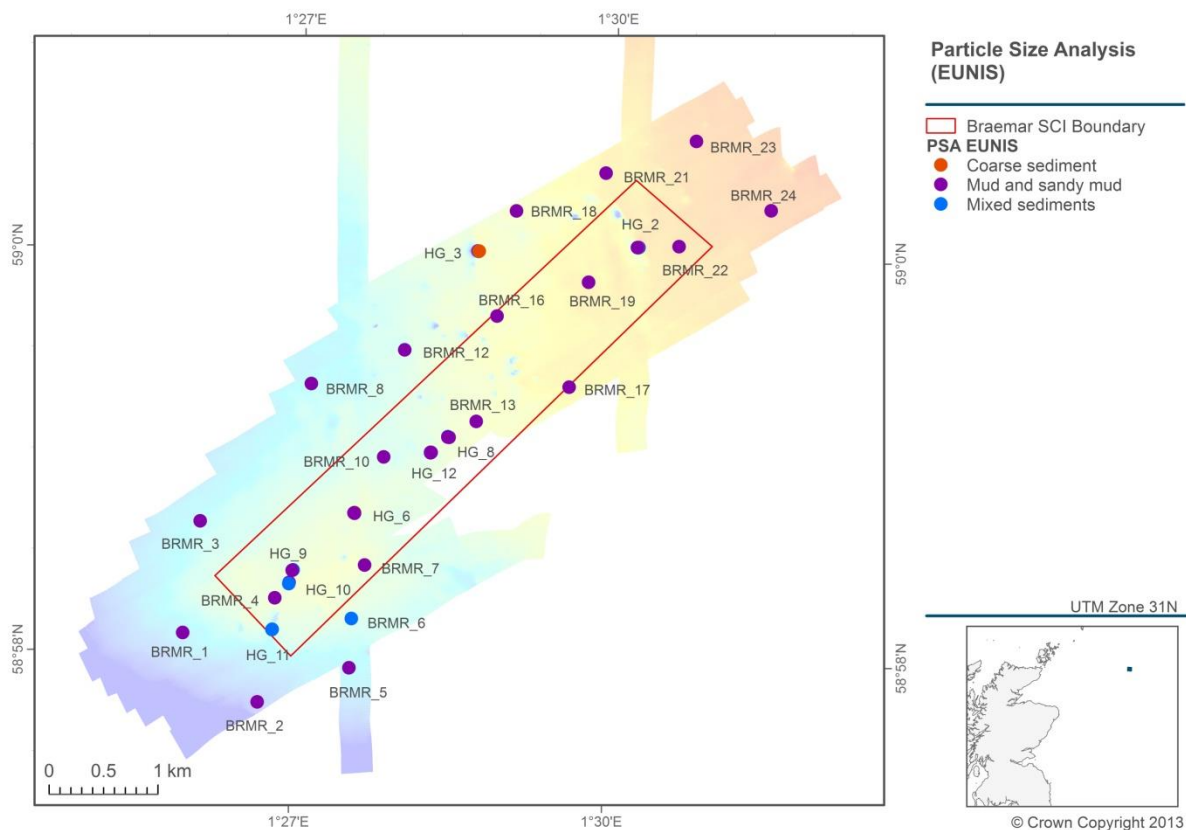 1°27'E
1°30'E
Particle Size Analysis
(EUNIS)
Braemar SCI Boundary
PSA EUNIS
Coarse sediment
Mud and sandy mud
Mixed sediments
BRMR_23
BRMR_21
BRMR_24
BRMR_18
HG_2
59°0'N
HG_3
BRMR_22
59°0'N
BRMR_19
BRMR_16
BRMR_12
BRMR_8
BRMR_17
BRMR_13
HG_8
BRMR_10
HG_12
HG_6
BRMR_3
HG_9
BRMR_7
HG_10
BRMR_4
BRMR_6
HG_11
BRMR_1
58°58'N
58°58'N
BRMR_5
BRMR_2
UTM Zone 31N
0 0.5 1 km
1°27'E
1°30'E
© Crown Copyright 2013